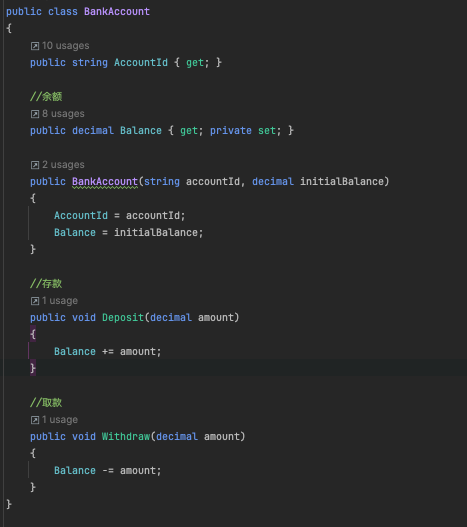 public class BankAccount
{
10 usages
public string AccountId { get; }
//余额
8 usages
public decimal Balance { get; private set; }
2 usages
public BankAccount(string accountId, decimal initialBalance)
{
AccountId = accountId;
Balance = initialBalance;
}
//存款
1 usage
public void Deposit(decimal amount)
{
Balance += amount;
}
//取款
1 usage
public void Withdraw(decimal amount)
{
Balance -= amount;
}
}